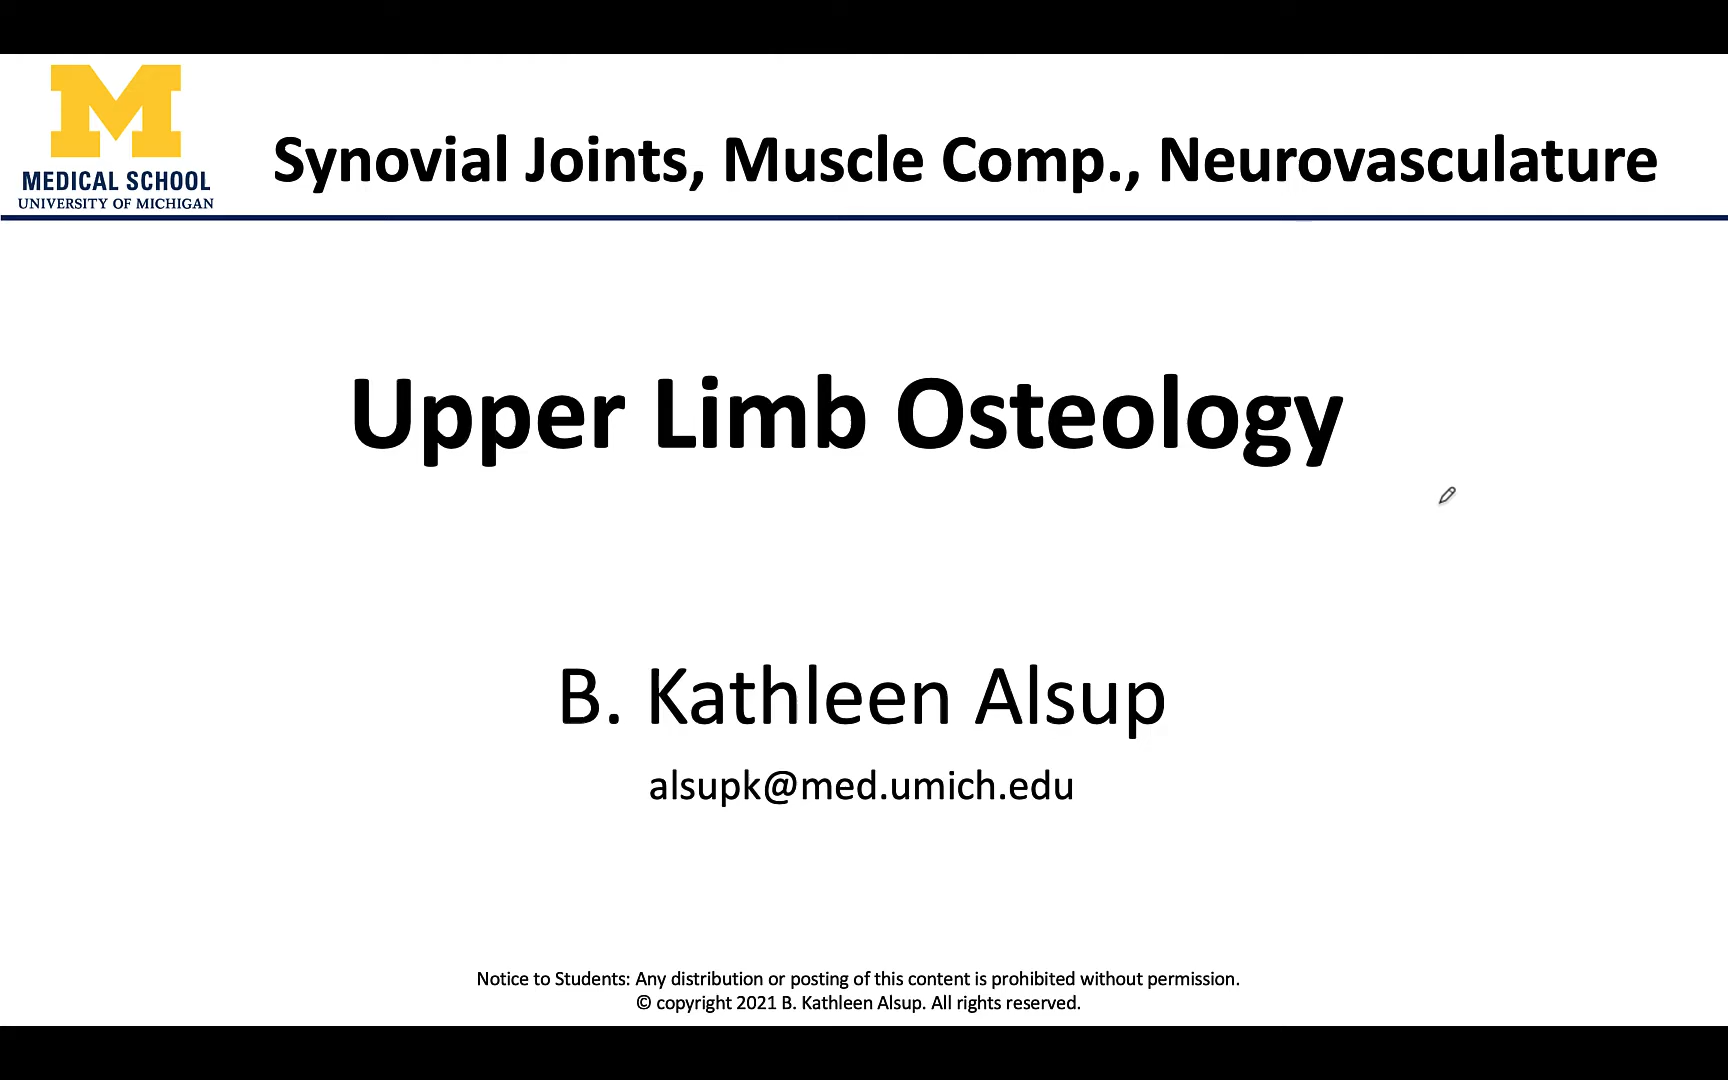 M
MEDICAL SCHOOL
UNIVERSITY OF MICHIGAN
Synovial Joints, Muscle Comp., Neurovasculature
Upper Limb Osteology
B. Kathleen Alsup
alsupk@med.umich.edu
Notice to Students: Any distribution or posting of this content is prohibited without permission.
© copyright 2021 B. Kathleen Alsup. All rights reserved.